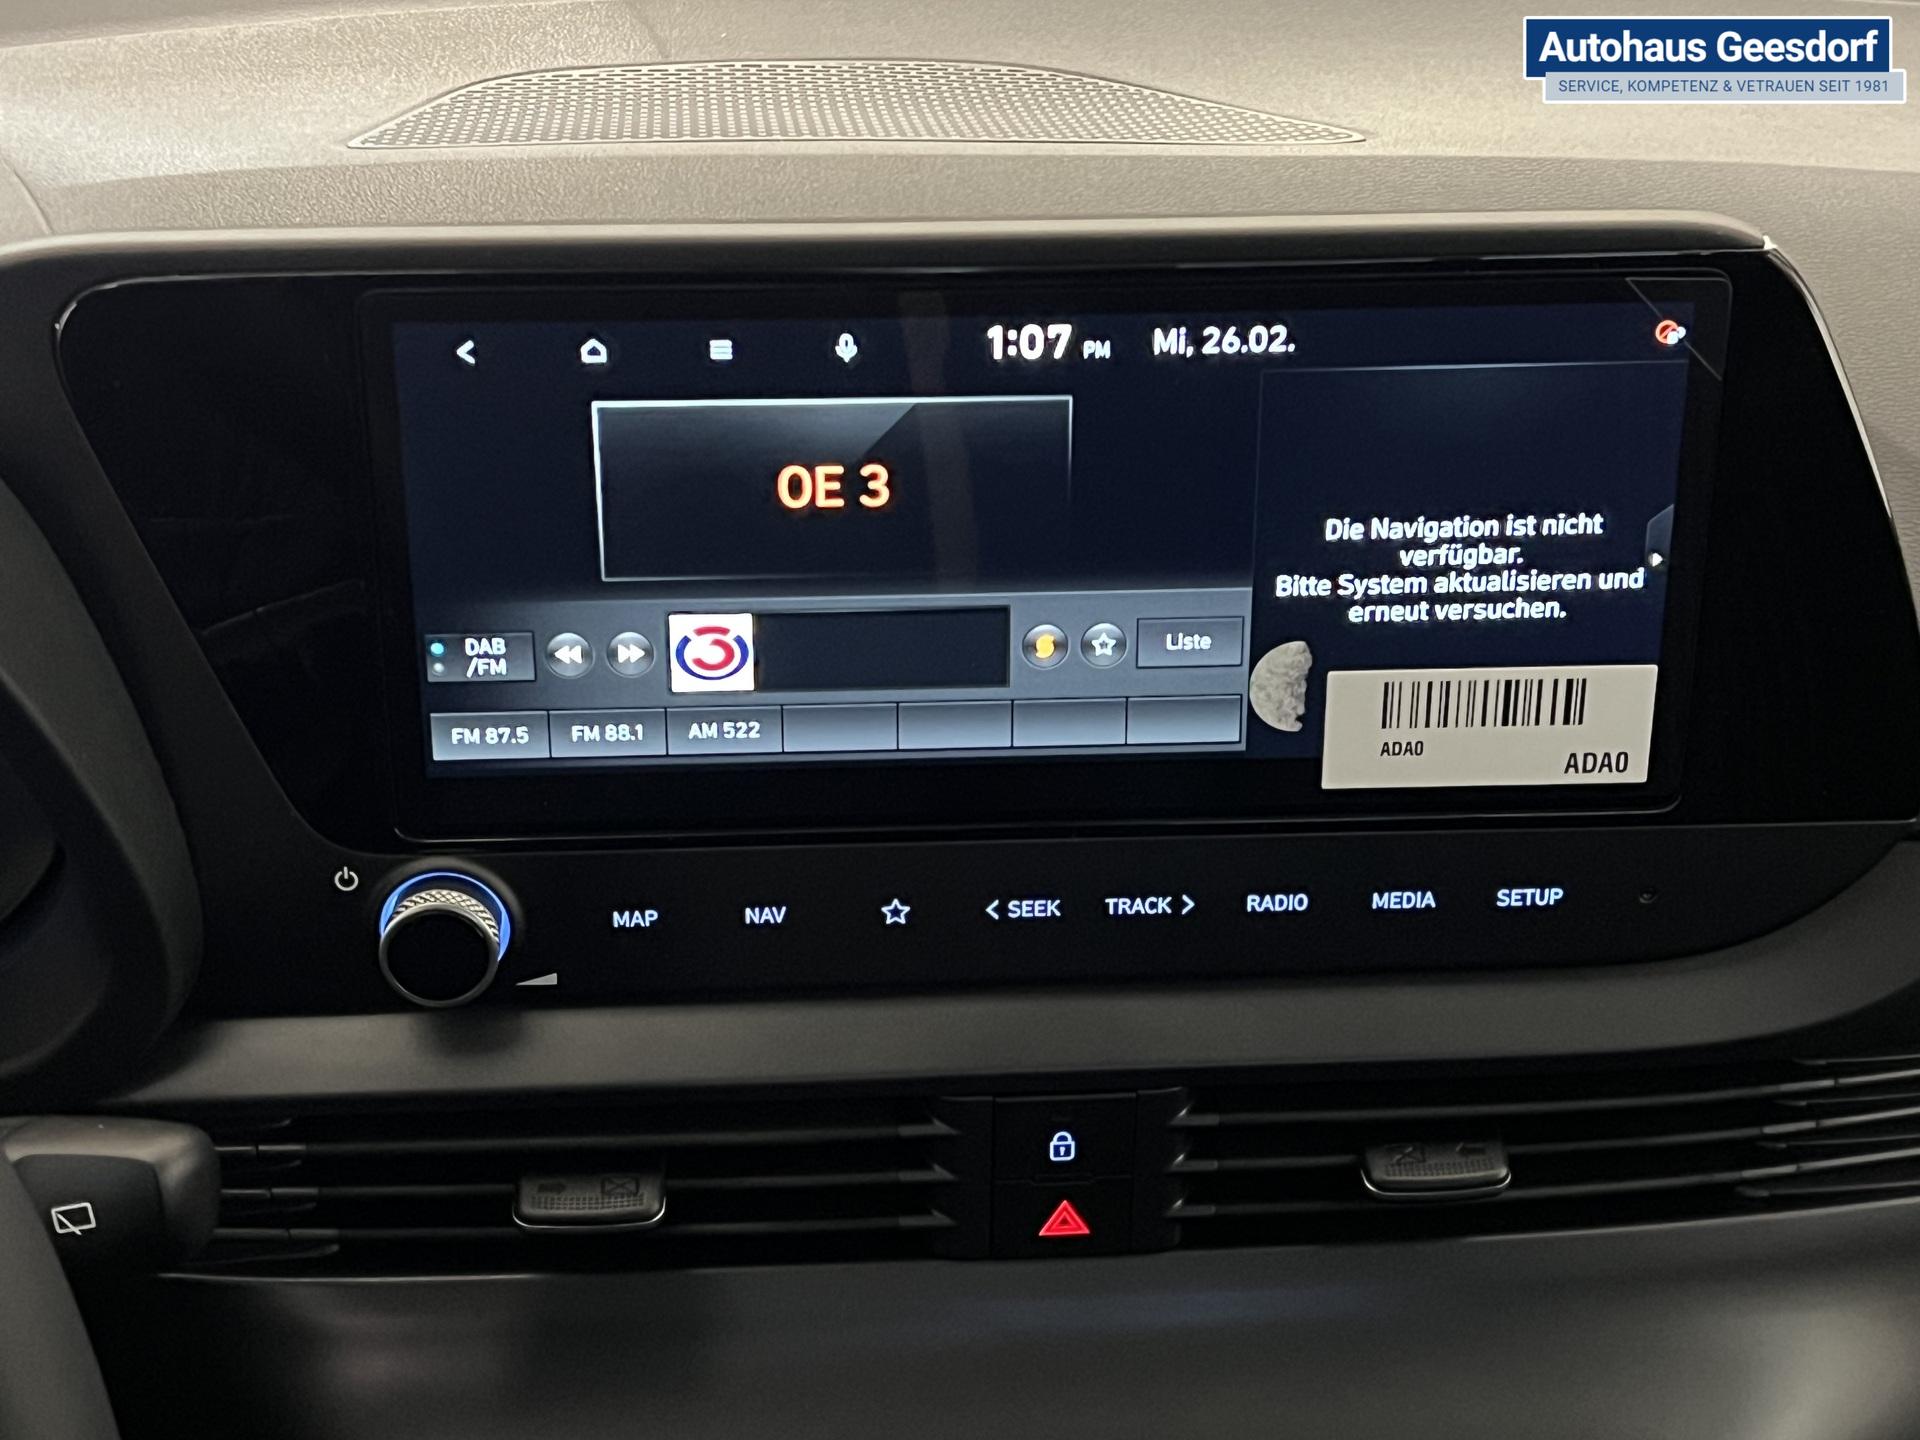 Autohaus Geesdorf
SERVICE, KOMPETENZ & VETRAUEN SEIT 1981
1:07 PM Mi, 26.02.
OE 3
Die Navigation ist nicht
verfügbar.
Bitte System aktualisieren und
erneut versuchen.
DAB
/FM
3
Liste
FM 87.5 FM 88.1 AM 522
ADA0
ADA0
MAP NAV < SEEK TRACK > RADIO MEDIA SETUP